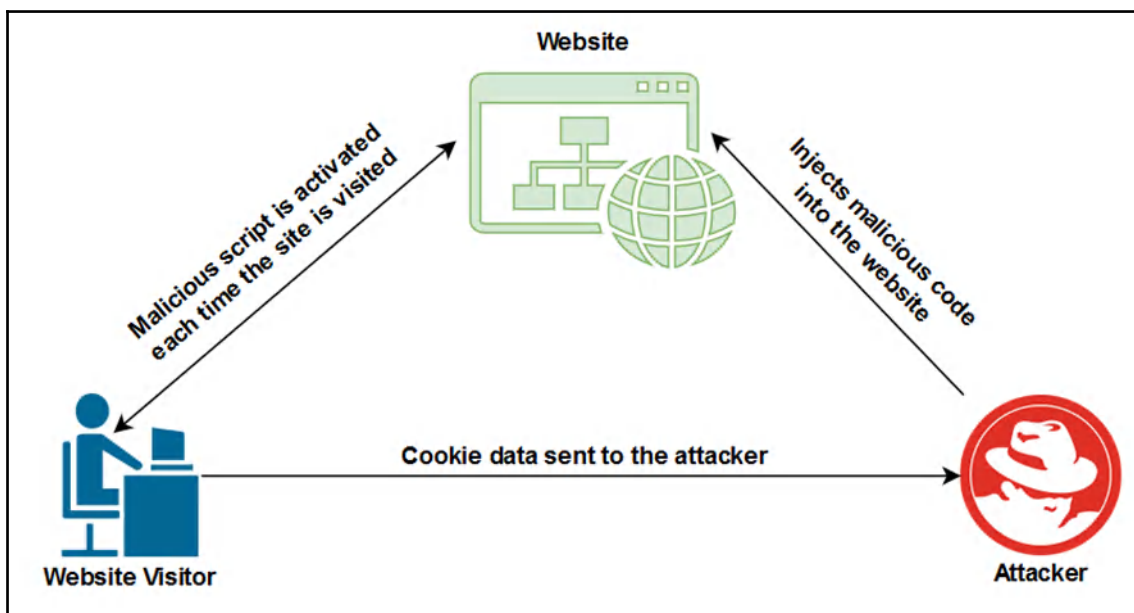 Website
Malicious script is activated
each time the site is visited
Injects malicious code
into the website
Cookie data sent to the attacker
Website Visitor
Attacker